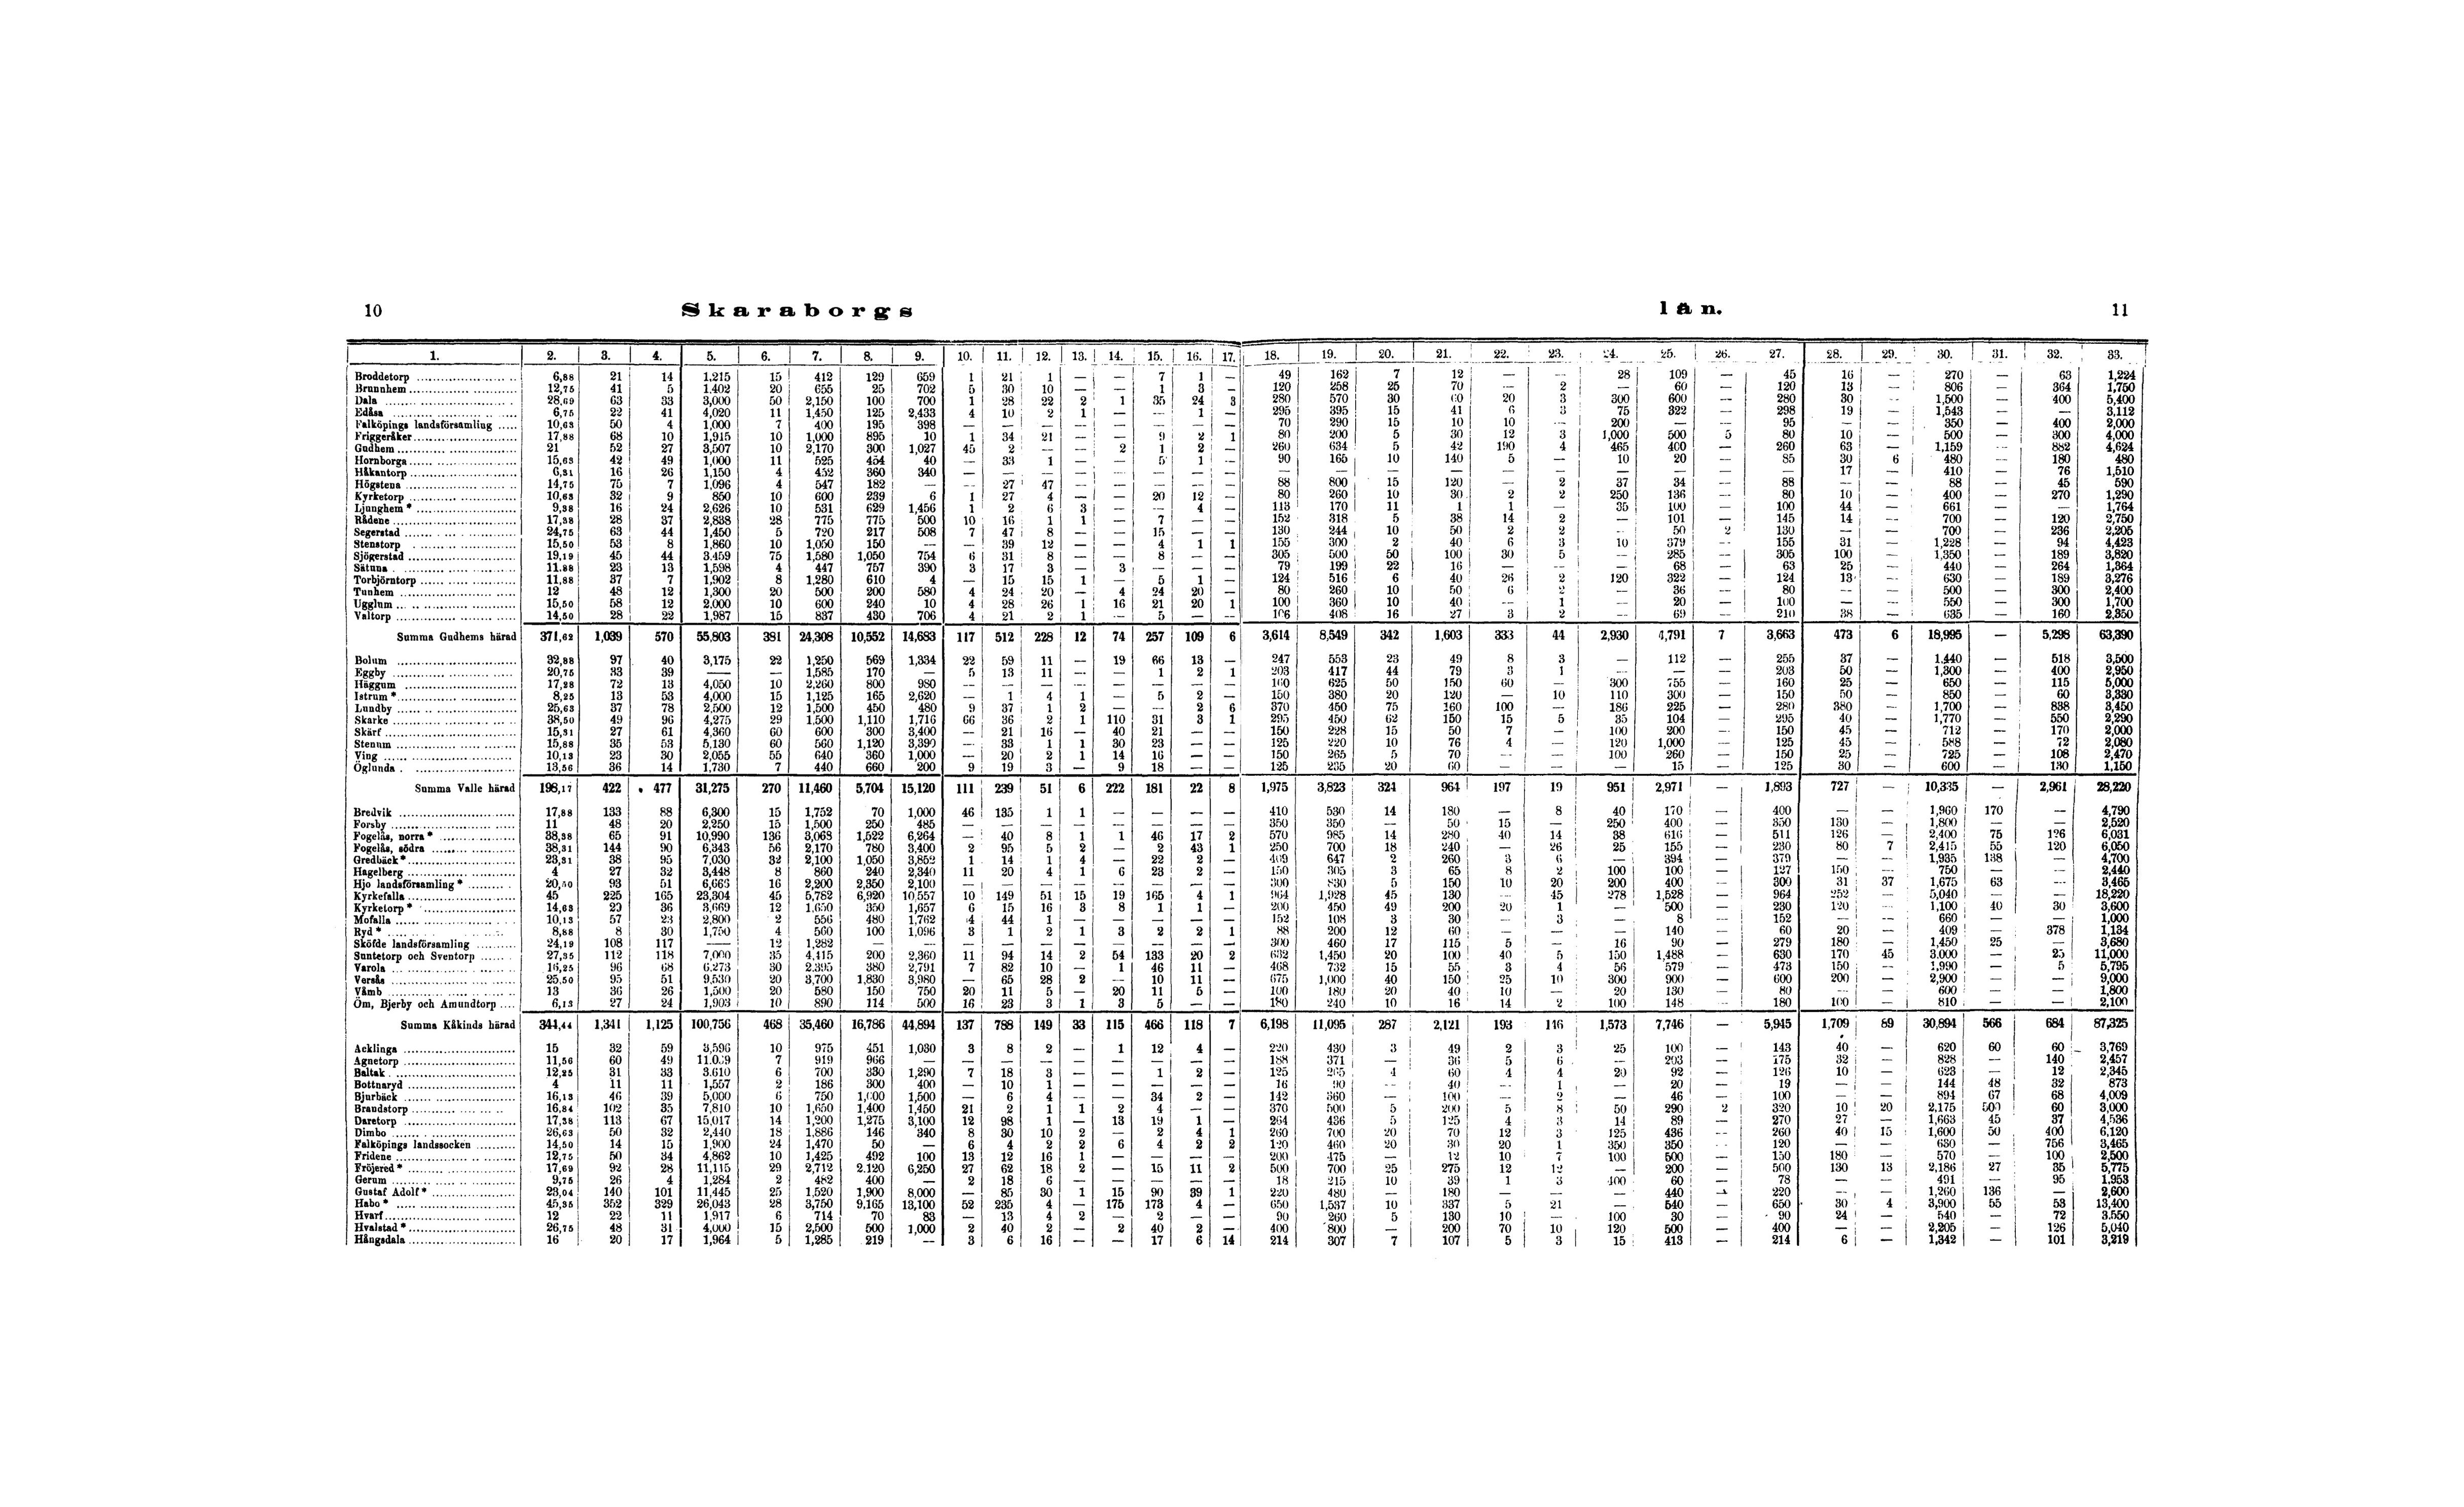 10 Skaraborgs län. 11
1. 2. 3. 4. 5. 6. 7. 8. 9. 10. 11. 12. 13. 14. 15. 16. 17. 18. 19. 20. 21. 22. 23. 24. 25. 26. 27. 28. 29. 30. 31. 32. 33.
Broddetorp 6,88 21 14 1,215 15 412 129 659 1 21 1 — — 7 1 — 49 162 7 12 — — 28 109 — 45 16 — 270 — 63 1,224
Brunnhem 12,75 41 5 1,402 20 655 25 702 5 30 10 — — 1 3 — 120 258 25 70 — 2 — 60 — 120 13 — 806 — 364 1,750
Dala 28,69 63 33 3,000 50 2,150 100 700 1 28 22 2 1 35 24 3 280 570 30 60 20 3 300 600 — 280 30 — 1,500 — 400 5,400
Edåsa 6,75 22 41 4,020 11 1,450 125 2,433 4 10 2 1 — — 1 — 295 395 15 41 6 3 75 322 — 298 19 — 1,543 — — 3,112
Falköpings landsförsamling 10,63 50 4 1,000 7 400 195 398 — — — — — — — — 70 290 15 10 10 — 200 — — 95 — — 350 — 400 2,000
Friggeråker 17,88 68 10 1,915 10 1,000 895 10 1 34 21 — — 9 2 1 80 200 5 30 12 3 1,000 500 5 80 10 — 500 — 300 4,000
Gudhem 21 52 27 3,507 10 2,170 300 1,027 45 2 — — 2 1 2 — 260 634 5 42 190 4 465 400 — 260 63 — 1,159 — 882 4,624
Hornborga 15,63 42 49 1,000 11 525 454 40 — 33 1 — — 5 1 — 90 165 10 140 5 — 10 20 — 85 30 6 480 — 180 480
Håkantorp 6,31 16 26 1,150 4 452 360 340 — — — — — — — — — — — — — — — — — — 17 — 410 — 76 1,510
Högstena 14,75 75 7 1,096 4 547 182 — — 27 47 — — — — — 88 800 15 120 — 2 37 34 — 88 — — 88 — 45 590
Kyrketorp 10,63 32 9 850 10 600 239 6 1 27 4 — — 20 12 — 80 260 10 30 2 2 250 136 — 80 10 — 400 — 270 1,290
Ljunghem * 9,38 16 24 2,626 10 531 629 1,456 1 2 6 3 — — 4 — 113 170 11 1 1 — 35 100 — 100 44 — 661 — — 1,764
Rådene 17,38 28 37 2,838 28 775 775 500 10 16 1 1 — 7 — — 152 318 5 38 14 2 — 101 — 145 14 — 700 — 120 2,750
Segerstad 24,75 63 44 1,450 5 720 217 508 7 47 8 — — 15 — — 130 244 10 50 2 2 — 50 2 130 — — 700 — 236 2,205
Stenstorp 15,50 53 8 1,860 10 1,050 150 — — 39 12 — — 4 1 1 155 300 2 40 6 3 10 379 — 155 31 — 1,228 — 94 4,423
Sjögerstad 19,19 45 44 3,459 75 1,580 1,050 754 6 31 8 — — 8 — — 305 500 50 100 30 5 — 285 — 305 100 — 1,350 — 189 3,820
Sätuna 11,88 23 13 1,598 4 447 757 390 3 17 3 — 3 — — — 79 199 22 16 — — — 68 — 63 25 — 440 — 264 1,364
Torbjörntorp 11,88 37 7 1,902 8 1,280 610 4 — 15 15 1 — 5 1 — 124 516 6 40 26 2 120 322 — 124 13 — 630 — 189 3,276
Tunhem 12 48 12 1,300 20 500 200 580 4 24 20 — 4 24 20 — 80 260 10 50 6 2 — 36 — 80 — — 500 — 300 2,400
Ugglum 15,50 58 12 2,000 10 600 240 10 4 28 26 1 16 21 20 1 100 360 10 40 — 1 — 20 — 100 — — 550 — 300 1,700
Valtorp 14,50 28 22 1,987 15 837 430 706 4 21 2 1 — 5 — — 106 408 16 27 3 2 — 69 — 210 38 — 635 — 160 2,350
Summa Gudhems härad 371,62 1,039 570 55,803 381 24,308 10,552 14,683 117 512 228 12 74 257 109 6 3,614 8,549 342 1,603 333 44 2,930 4,791 7 3,663 473 6 18,995 — 5,298 63,390
Bolum 32,88 97 40 3,175 22 1,250 569 1,334 22 59 11 — 19 66 13 — 247 553 23 49 8 3 — 112 — 255 37 — 1,440 — 518 3,500
Eggby 20,75 33 39 — — 1,585 170 — 5 13 11 — — 1 2 1 203 417 44 79 3 1 — — — 203 50 — 1,300 — 400 2,950
Häggum 17,28 72 13 4,050 10 2,260 800 980 — — — — — — — — 160 625 50 150 60 — 300 755 — 160 25 — 650 — 115 5,000
Istrum * 8,25 13 53 4,000 15 1,125 165 2,620 — 1 4 1 — 5 2 — 150 380 20 120 — 10 110 300 — 150 50 — 850 — 60 3,330
Lundby 25,63 37 78 2,500 12 1,500 450 480 9 37 1 2 — — 2 6 370 450 75 160 100 — 186 225 — 280 380 — 1,700 — 838 3,450
Skarke 38,50 49 96 4,275 29 1,500 1,110 1,716 66 36 2 1 110 31 3 1 295 450 62 150 15 5 35 104 — 295 40 — 1,770 — 550 2,290
Skärf 15,31 27 61 4,360 60 600 300 3,400 — 21 16 — 40 21 — — 150 228 15 50 7 — 100 200 — 150 45 — 712 — 170 2,000
Stenum 15,88 35 53 5,130 60 560 1,120 3,390 — 33 1 1 30 23 — — 125 220 10 76 4 — 120 1,000 — 125 45 — 588 — 72 2,080
Ving 10,13 23 30 2,055 55 640 360 1,000 — 20 2 1 14 16 — — 150 265 5 70 — — 100 260 — 150 25 — 725 — 108 2,470
Öglunda 13,56 36 14 1,730 7 440 660 200 9 19 3 — 9 18 — — 125 235 20 60 — — — 15 — 125 30 — 600 — 130 1,150
Summa Valle härad 198,17 422 477 31,275 270 11,460 5,704 15,120 111 239 51 6 222 181 22 8 1,975 3,823 324 964 197 19 951 2,971 — 1,893 727 — 10,335 — 2,961 28,220
Bredvik 17,88 133 88 6,300 15 1,752 70 1,000 46 135 1 1 — — — — 410 530 14 180 — 8 40 170 — 400 — — 1,960 170 — 4,790
Forsby 11 48 20 2,250 15 1,500 250 485 — — — — — — — — 350 350 — 50 15 — 250 400 — 350 130 — 1,800 — — 2,520
Fogelås, norra * 38,38 65 91 10,990 136 3,068 1,522 6,264 — 40 8 1 1 46 17 2 570 985 14 280 40 14 38 616 — 511 126 — 2,400 75 126 6,031
Fogelås, södra 38,31 144 90 6,343 56 2,170 780 3,400 2 95 5 2 — 2 43 1 250 700 18 240 — 26 25 155 — 230 80 7 2,415 55 120 6,050
Gredbäck * 23,31 38 95 7,030 32 2,100 1,050 3,852 1 14 1 4 — 22 2 — 409 647 2 260 3 6 — 394 — 379 — — 1,935 138 — 4,700
Hagelberg 4 27 32 3,448 8 860 240 2,340 11 20 4 1 6 23 2 — 150 305 3 65 8 2 100 100 — 127 150 — 750 — — 2,440
Hjo landsförsamling * 20,50 93 51 6,663 16 2,200 2,350 2,100 — — — — — — — — 300 830 5 150 10 20 200 400 — 300 31 37 1,675 63 — 3,465
Kyrkefalla 45 225 165 23,304 45 5,782 6,920 10,557 10 149 51 15 19 165 4 1 964 1,928 45 130 — 45 278 1,528 — 964 252 — 5,040 — — 18,220
Kyrketorp * 14,63 20 36 3,669 12 1,650 350 1,657 6 15 16 3 8 1 1 — 200 450 49 200 20 1 — 500 — 230 120 — 1,100 40 30 3,600
Mofalla 10,13 57 23 2,800 2 556 480 1,762 4 44 1 — — — — — 152 108 3 30 — 3 — 8 — 152 — — 660 — — 1,000
Ryd * 8,88 8 30 1,750 4 560 100 1,096 3 1 2 1 3 2 2 1 88 200 12 60 — — — 140 — 60 20 — 409 — 378 1,134
Sköfde landsförsamling 24,19 108 117 — 12 1,282 — — — — — — — — — — 300 460 17 115 5 — 16 90 — 279 180 — 1,450 25 — 3,680
Suntetorp och Sventorp 27,35 112 118 7,000 35 4,115 200 2,360 11 94 14 2 54 133 20 2 632 1,450 20 100 40 5 150 1,488 — 630 170 45 3,000 — 25 11,000
Varola 16,25 96 68 6,273 30 2,395 380 2,791 7 82 10 — 1 46 11 — 468 732 15 55 3 4 56 579 — 473 150 — 1,990 — 5 5,795
Versås 25,50 95 51 9,530 20 3,700 1,830 3,980 — 65 28 2 — 10 11 — 675 1,000 40 150 25 10 300 900 — 600 200 — 2,900 — — 9,000
Våmb 13 36 26 1,500 20 580 150 750 20 11 5 — 20 11 5 — 100 180 20 40 10 — 20 130 — 80 — — 600 — — 1,800
Öm, Bjerby och Amundtorp 6,13 27 24 1,903 10 890 114 500 16 23 3 1 3 5 — — 180 240 10 16 14 2 100 148 — 180 100 — 810 — — 2,100
Summa Kåkinds härad 344,44 1,341 1,125 100,756 468 35,460 16,786 44,894 137 788 149 33 115 466 118 7 6,198 11,095 287 2,121 193 116 1,573 7,746 — 5,945 1,709 89 30,894 566 684 87,325
Acklinga 15 32 59 3,596 10 975 451 1,030 3 8 2 — 1 12 4 — 220 430 3 49 2 3 25 100 — 143 40 — 620 60 60 3,769
Agnetorp 11,56 60 49 7 919 966 — — — — — — — — — 188 371 — 36 5 6 — 203 — 175 32 — 828 — 140 2,457
Baltak 12,25 31 33 3,610 6 700 330 1,290 7 18 3 — — 1 2 — 125 265 4 60 4 4 20 92 — 126 10 — 623 — 12 2,345
Bottnaryd 4 11 11 1,557 2 186 300 400 — 10 1 — — — — — 16 90 — 40 — 1 — 20 — 19 — — 144 48 32 873
Bjurbäck 16,13 46 39 5,000 6 750 1,000 1,500 — 6 4 — — 34 2 — 142 360 — 100 — 2 — 46 — 100 — — 894 67 68 4,009
Brandstorp 16,84 102 35 7,810 10 1,650 1,400 1,450 21 2 1 1 2 4 — — 370 500 5 200 5 8 50 290 2 320 10 20 2,175 500 60 3,000
Daretorp 17,38 113 67 15,017 14 1,200 1,275 3,100 12 98 1 — 13 19 1 — 264 436 5 125 4 3 14 89 — 270 27 — 1,663 45 37 4,536
Dimbo 26,63 50 32 2,440 18 1,886 146 340 8 30 10 2 — 2 4 1 260 700 20 70 12 3 125 436 — 260 40 15 1,600 50 400 6,120
Falköpings landssocken 14,50 14 15 1,900 24 1,470 50 — 6 4 2 2 6 4 2 2 120 460 20 30 20 1 350 350 — 120 — — 630 — 756 3,465
Fridene 12,75 50 34 4,862 10 1,425 492 100 13 12 16 1 — — — — 200 475 — 12 10 7 100 500 — 150 180 — 570 — 100 2,500
Fröjered * 17,69 92 28 11,115 29 2,712 2,120 6,250 27 62 18 2 — 15 11 2 500 700 25 275 12 12 — 200 — 500 130 13 2,186 27 35 5,775
Gerum 9,75 26 4 1,284 2 482 400 — 2 18 6 — — — — — 18 215 10 39 1 3 400 60 — 78 — — 491 — 95 1,953
Gustaf Adolf * 23,04 140 101 11,445 25 1,520 1,900 8,000 — 85 30 1 15 90 39 1 220 480 — 180 — — — 440 220 — — 1,260 136 — 2,600
Habo * 45,35 352 329 26,043 28 3,750 9,165 13,100 52 235 4 — 175 173 4 — 650 1,537 10 337 5 21 — 540 — 650 30 4 3,900 55 53 13,400
Hvarf 12 22 11 1,917 6 714 70 83 — 13 4 2 — 2 — — 90 260 5 130 10 — 100 30 — 90 24 — 540 — 72 3,550
Hvalstad * 26,75 48 31 4,000 15 2,500 500 1,000 2 40 2 — 2 40 2 — 400 800 — 200 70 10 120 500 — 400 — — 2,205 — 126 5,040
Hångsdala 16 20 17 1,964 5 1,285 219 — 3 6 16 — — 17 6 14 214 307 7 107 5 3 15 413 — 214 6 — 1,342 — 101 3,219